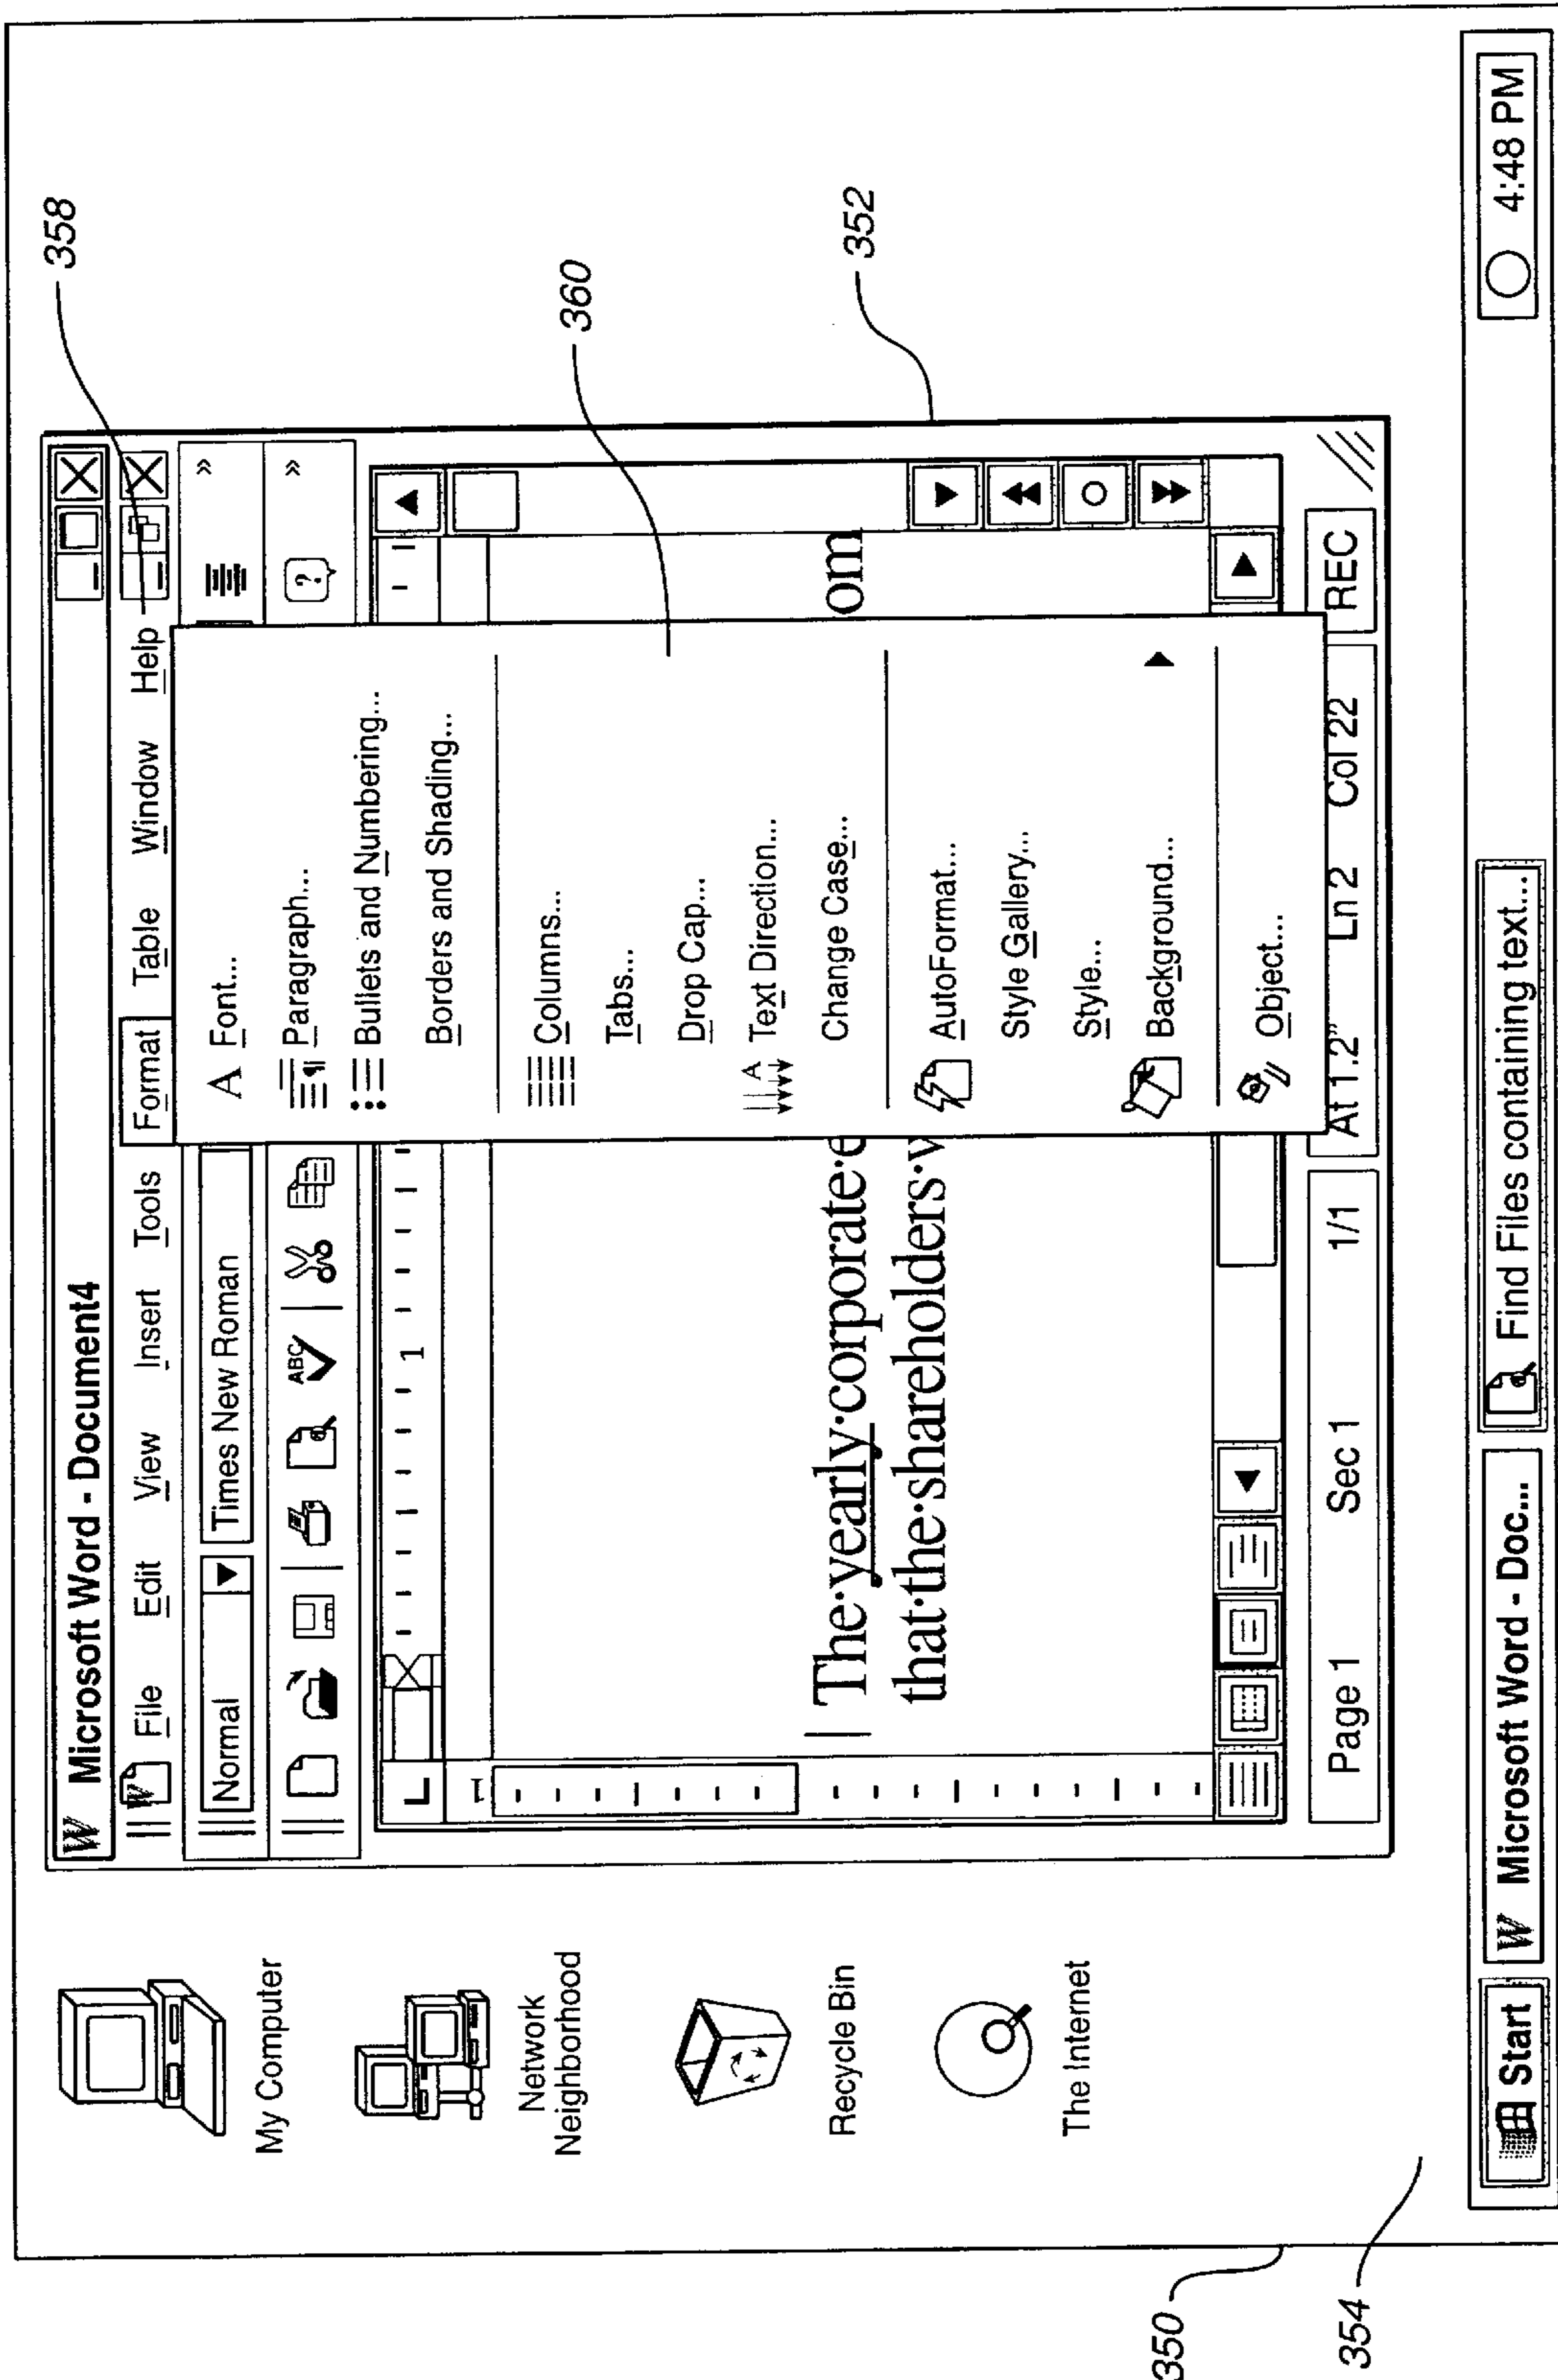 358
360
352
350
354
W Microsoft Word - Document4
W File Edit View Insert Tools Format Table Window Help
Normal Times New Roman »
ABC ? »
L 1
1
A Font...
Paragraph...
Bullets and Numbering...
Borders and Shading...
Columns...
Tabs...
Drop Cap...
A Text Direction...
Change Case...
AutoFormat...
Style Gallery...
Style...
Background...
Object...
The·yearly·corporate·e om
that·the·shareholders·v
Page 1 Sec 1 1/1 At 1.2" Ln 2 Col 22 REC
My Computer
Network
Neighborhood
Recycle Bin
The Internet
Start W Microsoft Word - Doc... Find Files containing text... 4:48 PM